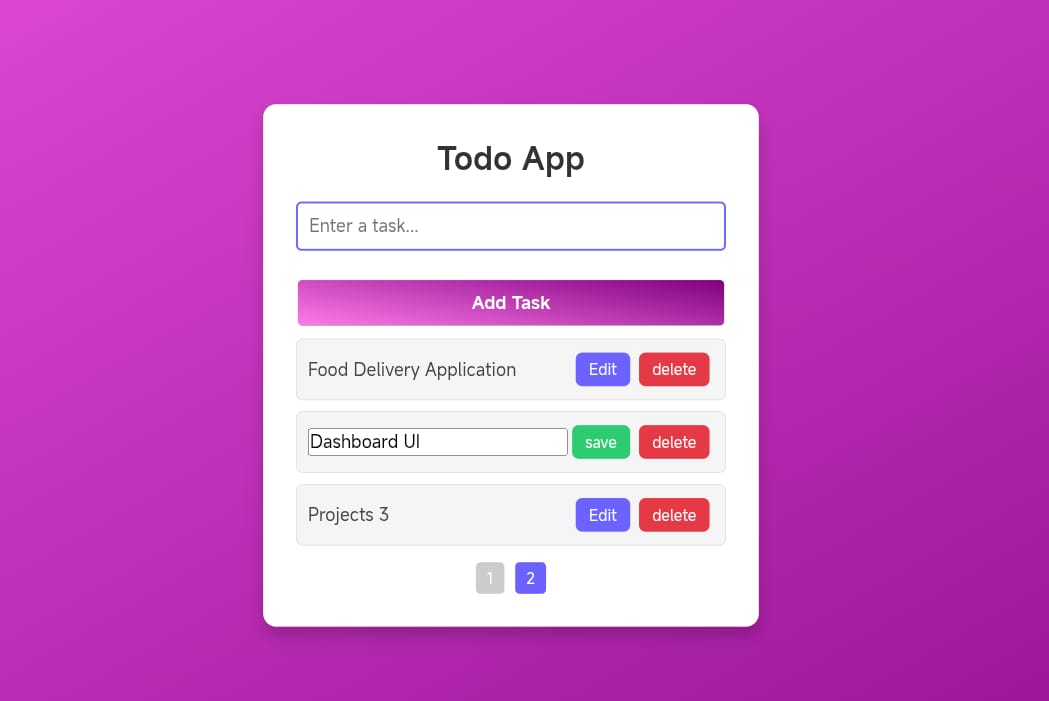 Todo App
Enter a task...
Add Task
Food Delivery Application Edit delete
Dashboard UI save delete
Projects 3 Edit delete
1 2